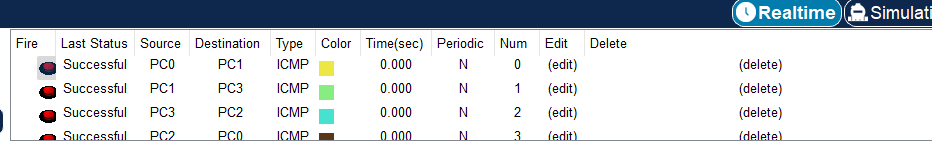 Realtime Simulati
Fire Last Status Source Destination Type Color Time(sec) Periodic Num Edit Delete
Successful PC0 PC1 ICMP 0.000 N 0 (edit) (delete)
Successful PC1 PC3 ICMP 0.000 N 1 (edit) (delete)
Successful PC3 PC2 ICMP 0.000 N 2 (edit) (delete)
Successful PC2 PC0 ICMP 0.000 N 3 (edit) (delete)